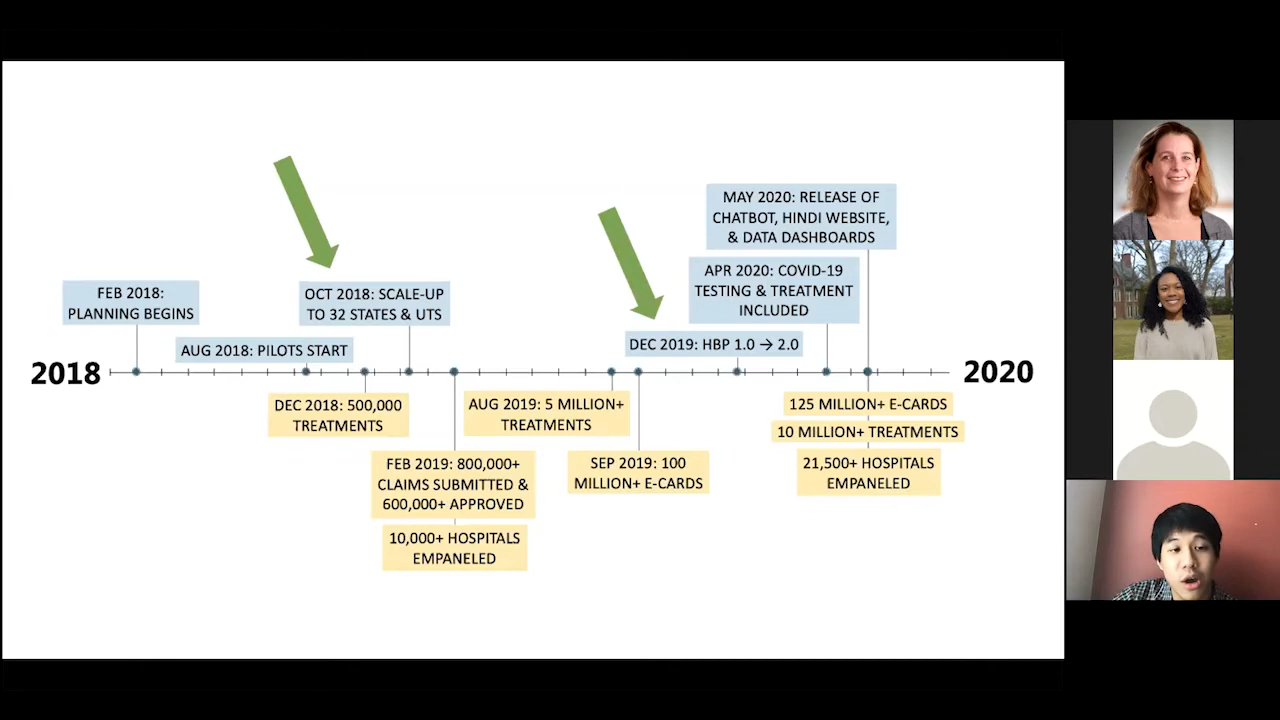 MAY 2020: RELEASE OF
CHATBOT, HINDI WEBSITE,
& DATA DASHBOARDS
APR 2020: COVID-19
TESTING & TREATMENT
INCLUDED
FEB 2018:
PLANNING BEGINS
OCT 2018: SCALE-UP
TO 32 STATES & UTS
AUG 2018: PILOTS START
DEC 2019: HBP 1.0 → 2.0
2018
2020
DEC 2018: 500,000
TREATMENTS
AUG 2019: 5 MILLION+
TREATMENTS
125 MILLION+ E-CARDS
10 MILLION+ TREATMENTS
FEB 2019: 800,000+
CLAIMS SUBMITTED &
600,000+ APPROVED
SEP 2019: 100
MILLION+ E-CARDS
21,500+ HOSPITALS
EMPANELED
10,000+ HOSPITALS
EMPANELED